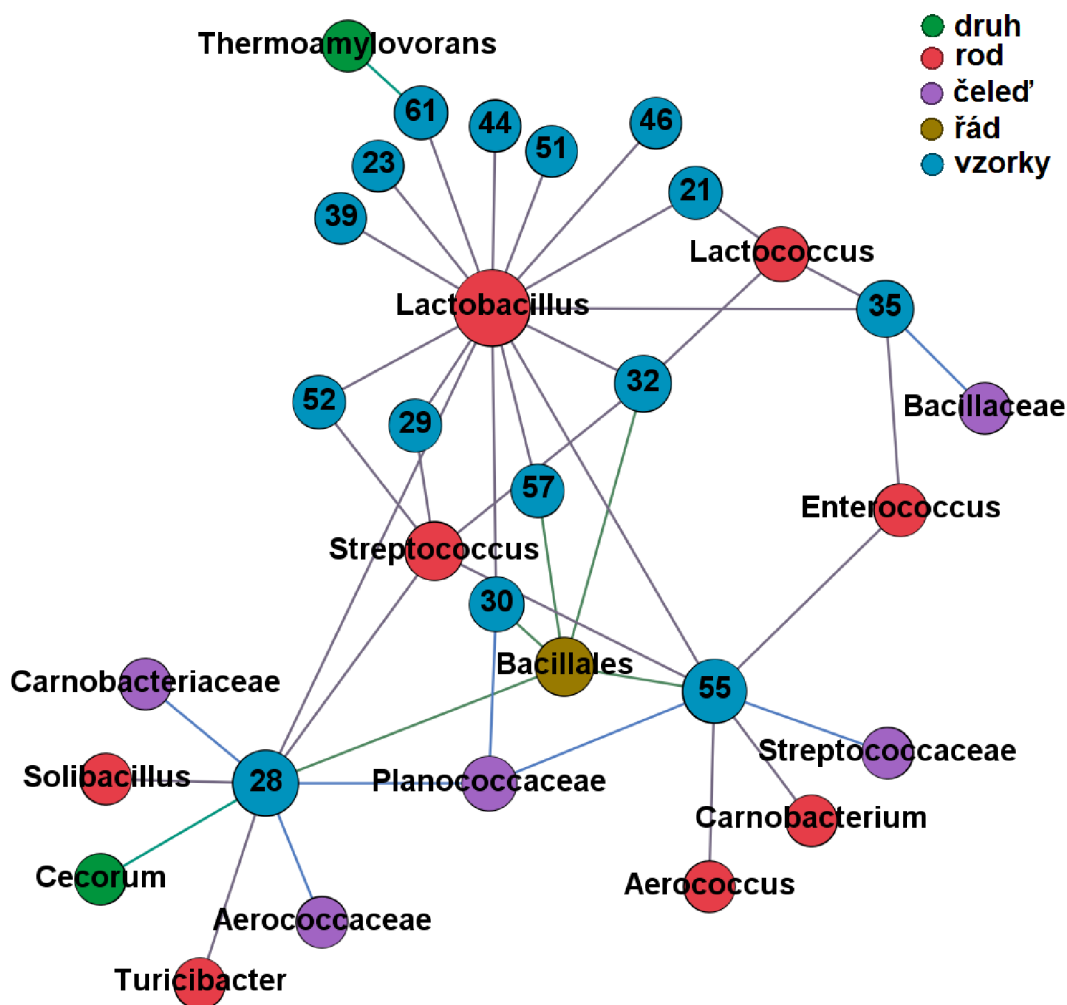 Thermoamylovorans
druh
rod
čeleď
řád
vzorky
61
44
51
46
23
21
39
Lactococcus
Lactobacillus
35
52
29
32
Bacillaceae
57
Enterococcus
Streptococcus
30
Bacillales
55
Carnobacteriaceae
Solibacillus
28
Planococcaceae
Streptococcaceae
Carnobacterium
Cecorum
Aerococcus
Aerococcaceae
Turicibacter